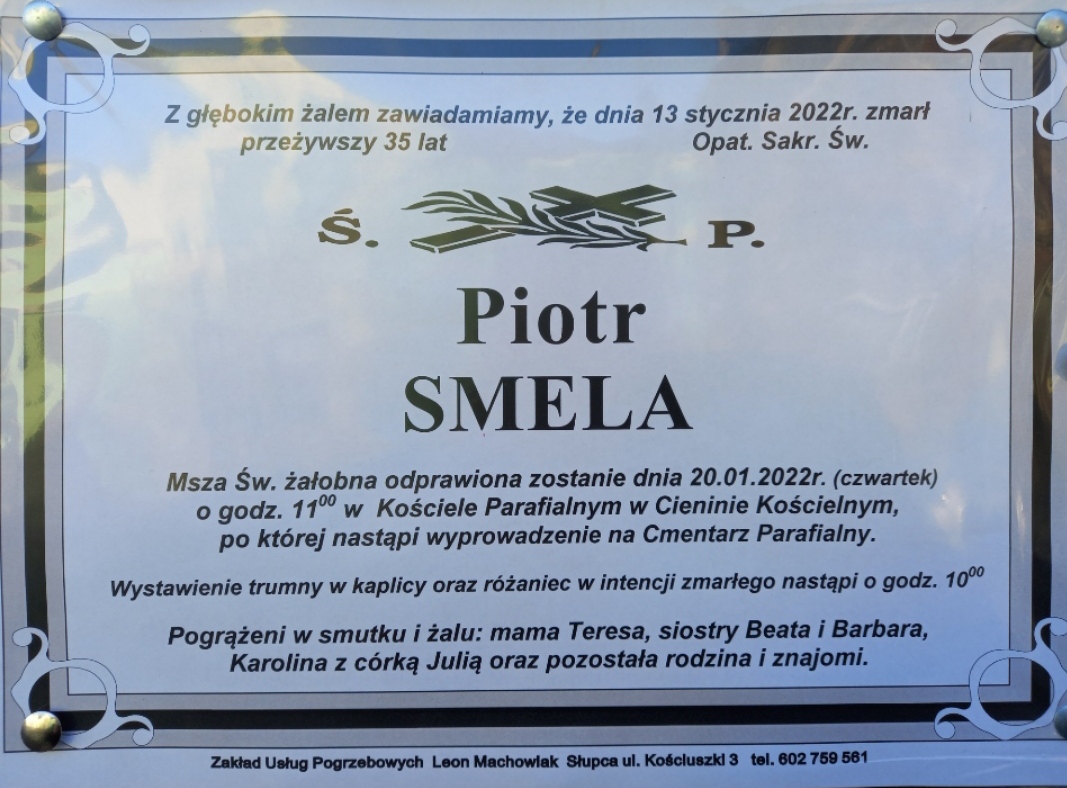 Z głębokim żalem zawiadamiamy, że dnia 13 stycznia 2022r. zmarł
przeżywszy 35 lat Opat. Sakr. Św.
Ś. P.
Piotr
SMELA
Msza Św. żałobna odprawiona zostanie dnia 20.01.2022r. (czwartek)
o godz. 11⁰⁰ w Kościele Parafialnym w Cieninie Kościelnym,
po której nastąpi wyprowadzenie na Cmentarz Parafialny.
Wystawienie trumny w kaplicy oraz różaniec w intencji zmarłego nastąpi o godz. 10⁰⁰
Pogrążeni w smutku i żalu: mama Teresa, siostry Beata i Barbara,
Karolina z córką Julią oraz pozostała rodzina i znajomi.
Zakład Usług Pogrzebowych Leon Machowiak Słupca ul. Kościuszki 3 tel. 602 759 561